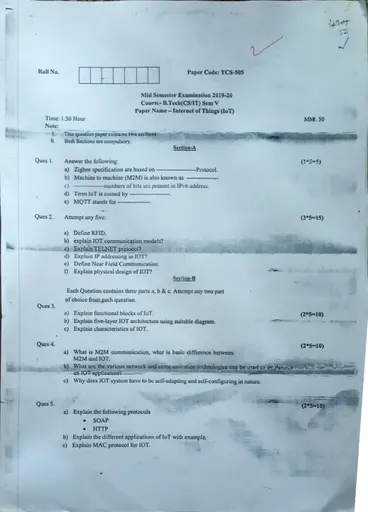 Roll No.
Paper Code: TCS-505
Mid Semester Examination 2019-20
Course:- B.Tech(CS/IT) Sem V
Paper Name – Internet of Things (IoT)
Time: 1:30 Hour
MM: 50
Note:
I. This question paper contains two sections
II. Both Sections are compulsory.
Section-A
Ques 1. Answer the following: (1*5=5)
a) Zigbee specification are based on ----------------Protocol.
b) Machine to machine (M2M) is also known as --------------
c) --------------numbers of bits are present in IPv6 address.
d) Term IoT is coined by ------------------.
e) MQTT stands for --------------.
Ques 2. Attempt any five: (3*5=15)
a) Define RFID.
b) explain IOT communication models?
c) Explain TELNET protocol?
d) Explain IP addressing in IOT?
e) Define Near Field Communication.
f) Explain physical design of IOT?
Section-B
Each Question contains three parts a, b & c. Attempt any two part
of choice from each question.
Ques 3. (2*5=10)
a) Explain functional blocks of IoT.
b) Explain five-layer IOT architecture using suitable diagram.
c) Explain characteristics of IOT.
Ques 4. (2*5=10)
a) What is M2M communication, what is basic difference between
M2M and IOT.
b) What are the various network and communication technologies can be used in
an IOT application?
c) Why does IOT system have to be self-adapting and self-configuring in nature.
Ques 5. (2*5=10)
a) Explain the following protocols
• SOAP
• HTTP
b) Explain the different applications of IoT with example.
c) Explain MAC protocol for IOT.